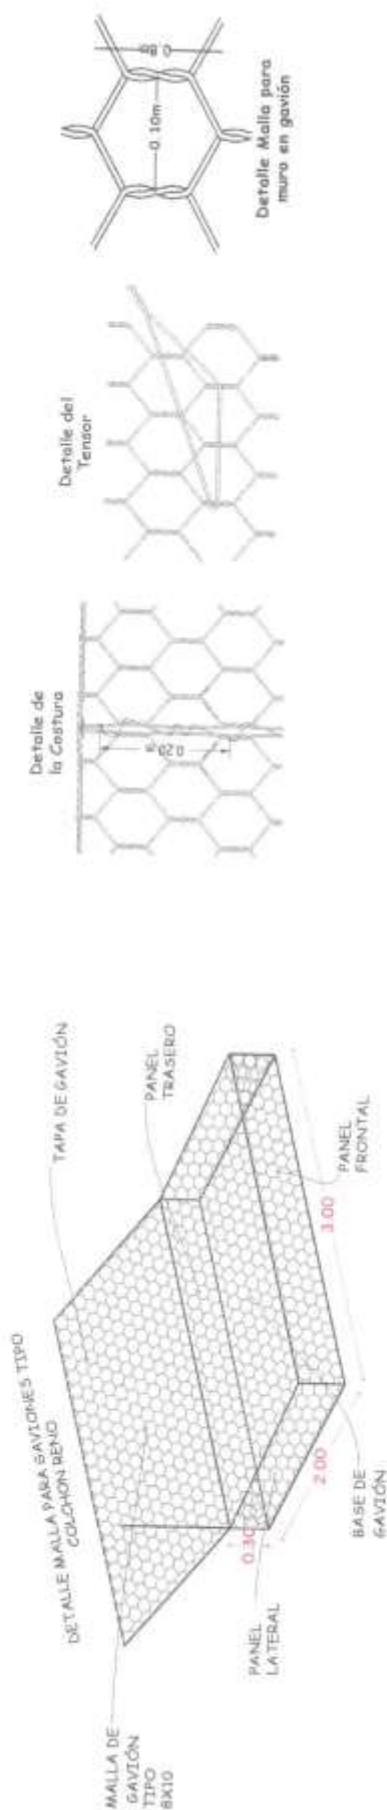 DETALLE MALLA PARA GAVIONES TIPO
COLCHON RENO
MALLA DE
GAVIÓN
TIPO
8X10
TAPA DE GAVIÓN
PANEL
TRASERO
PANEL
LATERAL
0.30
2.00
3.00
BASE DE
GAVIÓN
PANEL
FRONTAL
Detalle de
la Costura
0.20
Detalle del
Tensor
0.10m
Detalle Malla para
muro en gavión